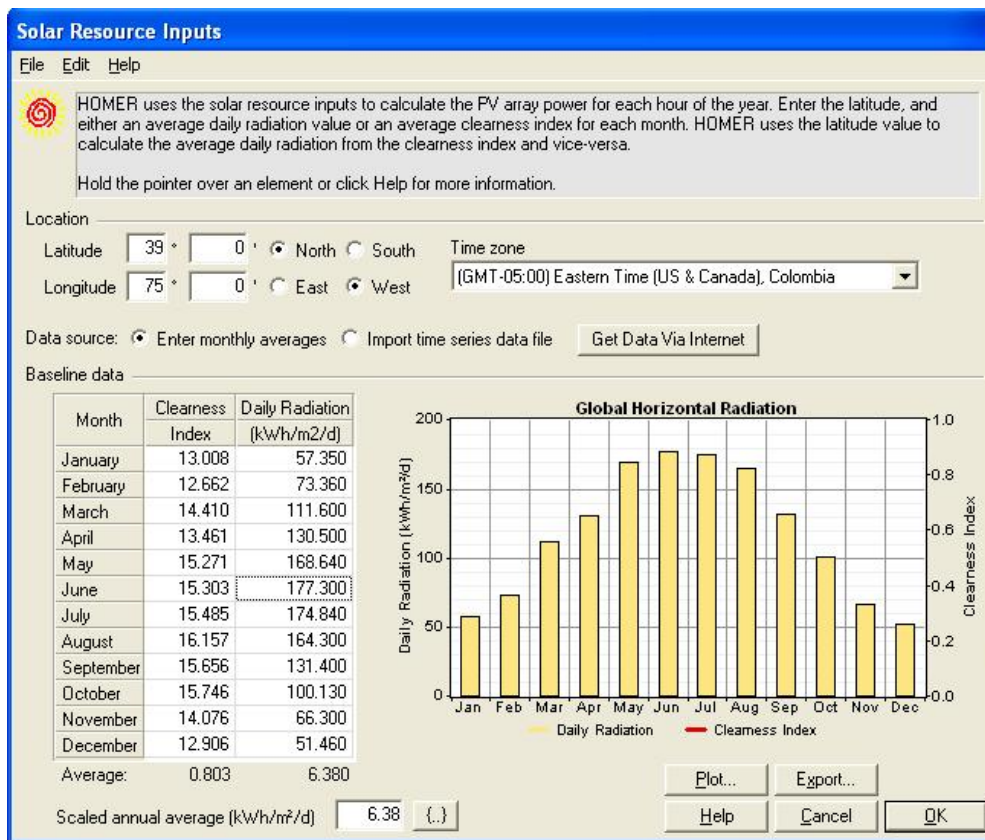 Solar Resource Inputs
File Edit Help
HOMER uses the solar resource inputs to calculate the PV array power for each hour of the year. Enter the latitude, and
either an average daily radiation value or an average clearness index for each month. HOMER uses the latitude value to
calculate the average daily radiation from the clearness index and vice-versa.
Hold the pointer over an element or click Help for more information.
Location
Latitude 39 ° 0 ' North South
Longitude 75 ° 0 ' East West
Time zone
(GMT-05:00) Eastern Time (US & Canada), Colombia
Data source: Enter monthly averages Import time series data file Get Data Via Internet
Baseline data
Month Clearness Index Daily Radiation (kWh/m2/d)
January 13.008 57.350
February 12.662 73.360
March 14.410 111.600
April 13.461 130.500
May 15.271 168.640
June 15.303 177.300
July 15.485 174.840
August 16.157 164.300
September 15.656 131.400
October 15.746 100.130
November 14.076 66.300
December 12.906 51.460
Average: 0.803 6.380
Scaled annual average (kWh/m²/d) 6.38 {..}
Global Horizontal Radiation
Daily Radiation (kWh/m²/d)
200
150
100
50
0
Clearness Index
1.0
0.8
0.6
0.4
0.2
0.0
Jan Feb Mar Apr May Jun Jul Aug Sep Oct Nov Dec
Daily Radiation Clearness Index
Plot... Export...
Help Cancel OK